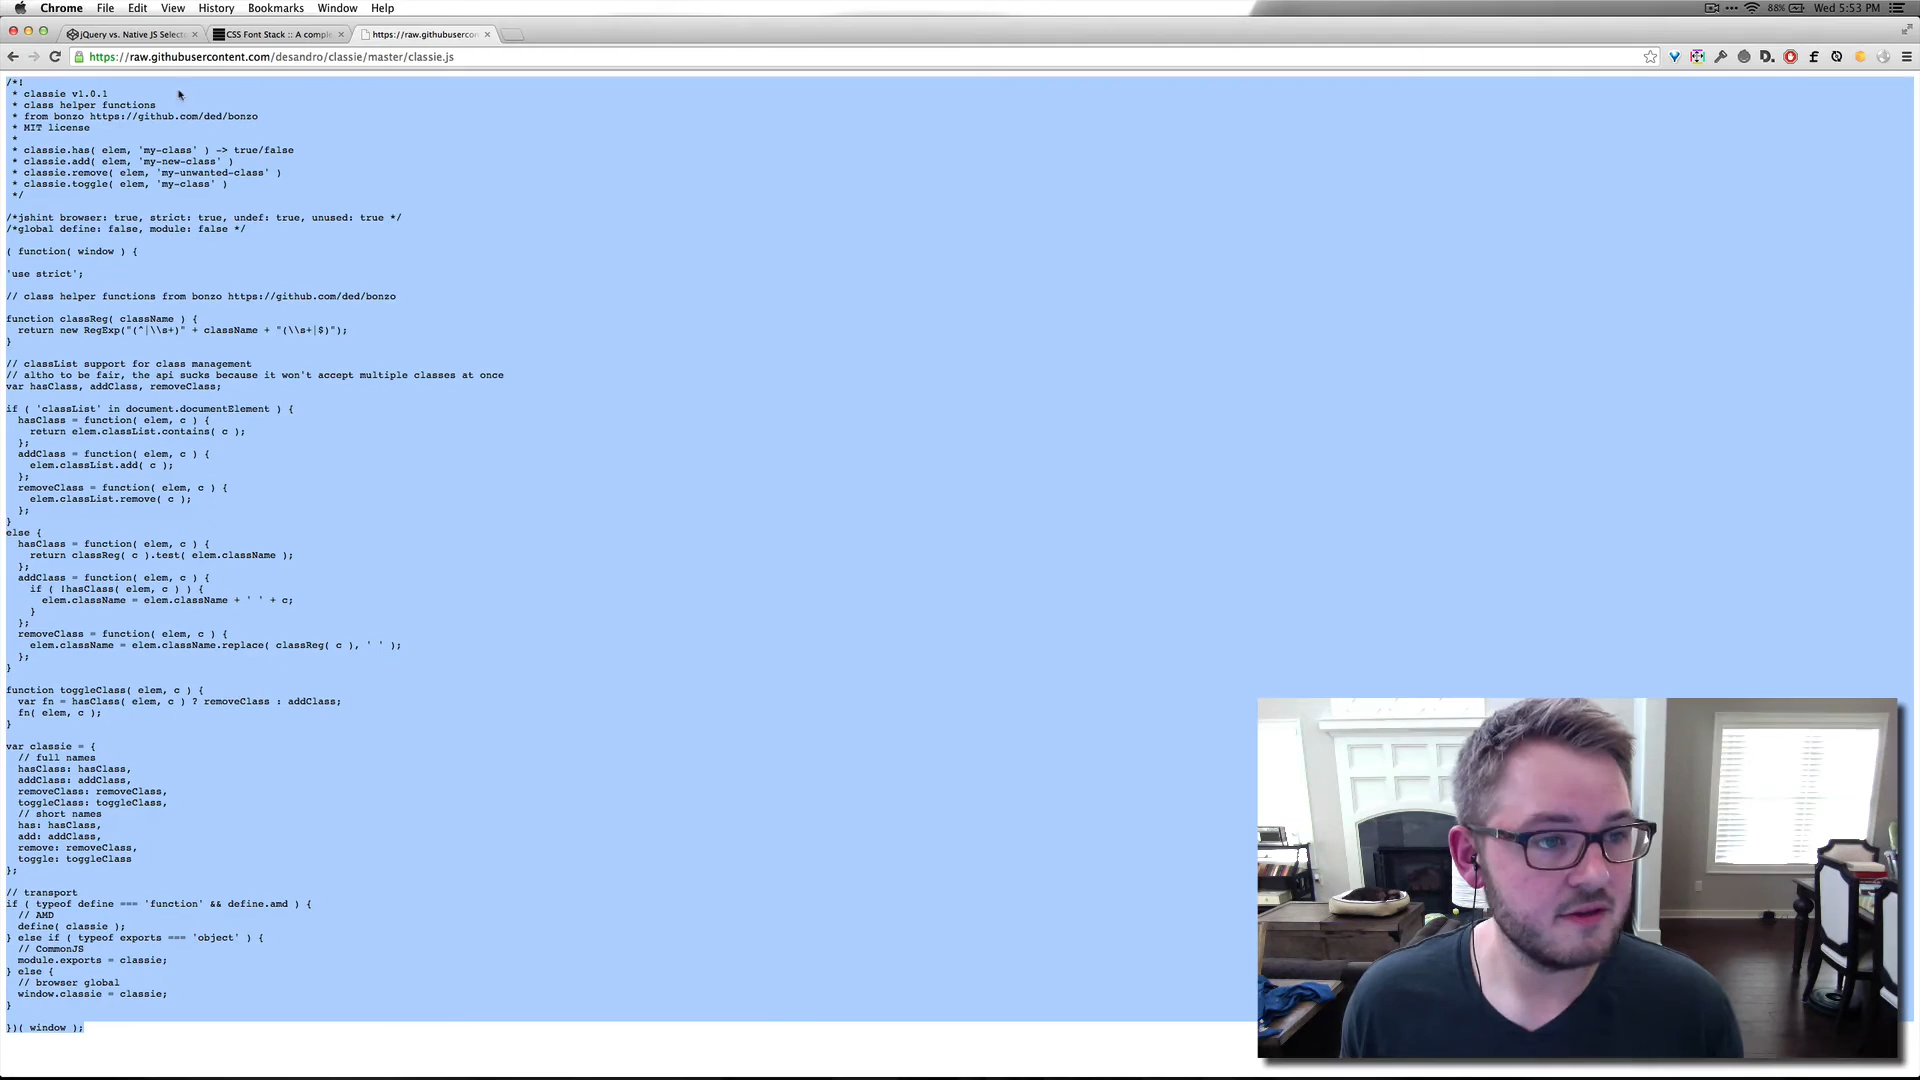 Chrome File Edit View History Bookmarks Window Help 88% Wed 5:53 PM
jQuery vs. Native JS Selecto CSS Font Stack :: A comple https://raw.githubusercont
https://raw.githubusercontent.com/desandro/classie/master/classie.js
/*!
* classie v1.0.1
* class helper functions
* from bonzo https://github.com/ded/bonzo
* MIT license
*
* classie.has( elem, 'my-class' ) -> true/false
* classie.add( elem, 'my-new-class' )
* classie.remove( elem, 'my-unwanted-class' )
* classie.toggle( elem, 'my-class' )
*/
/*jshint browser: true, strict: true, undef: true, unused: true */
/*global define: false, module: false */
( function( window ) {
'use strict';
// class helper functions from bonzo https://github.com/ded/bonzo
function classReg( className ) {
return new RegExp("(^|\\s+)" + className + "(\\s+|$)");
}
// classList support for class management
// altho to be fair, the api sucks because it won't accept multiple classes at once
var hasClass, addClass, removeClass;
if ( 'classList' in document.documentElement ) {
hasClass = function( elem, c ) {
return elem.classList.contains( c );
};
addClass = function( elem, c ) {
elem.classList.add( c );
};
removeClass = function( elem, c ) {
elem.classList.remove( c );
};
}
else {
hasClass = function( elem, c ) {
return classReg( c ).test( elem.className );
};
addClass = function( elem, c ) {
if ( !hasClass( elem, c ) ) {
elem.className = elem.className + ' ' + c;
}
};
removeClass = function( elem, c ) {
elem.className = elem.className.replace( classReg( c ), ' ' );
};
}
function toggleClass( elem, c ) {
var fn = hasClass( elem, c ) ? removeClass : addClass;
fn( elem, c );
}
var classie = {
// full names
hasClass: hasClass,
addClass: addClass,
removeClass: removeClass,
toggleClass: toggleClass,
// short names
has: hasClass,
add: addClass,
remove: removeClass,
toggle: toggleClass
};
// transport
if ( typeof define === 'function' && define.amd ) {
// AMD
define( classie );
} else if ( typeof exports === 'object' ) {
// CommonJS
module.exports = classie;
} else {
// browser global
window.classie = classie;
}
})( window );